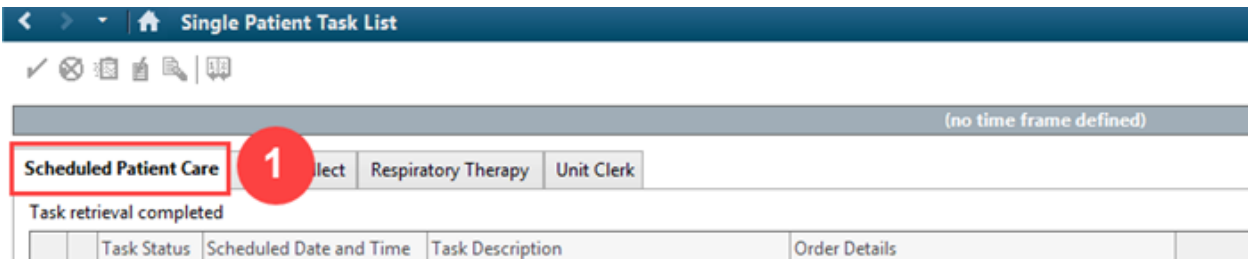 Single Patient Task List
(no time frame defined)
Scheduled Patient Care 1 Respiratory Therapy Unit Clerk
Task retrieval completed
Task Status Scheduled Date and Time Task Description Order Details